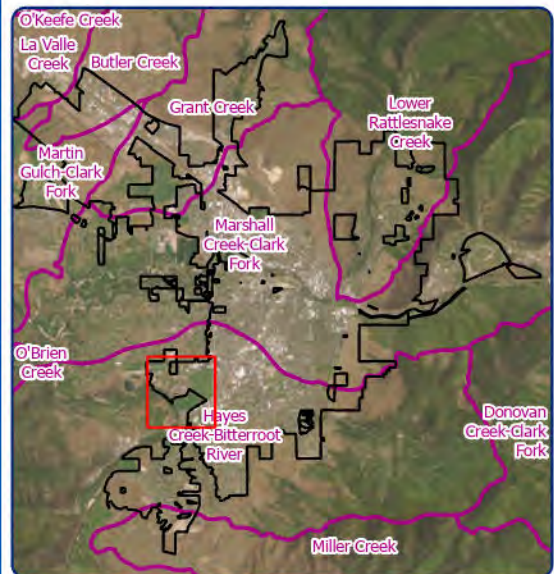 O'Keefe Creek
La Valle
Creek
Butler Creek
Grant Creek
Lower
Rattlesnake
Creek
Martin
Gulch-Clark
Fork
Marshall
Creek-Clark
Fork
O'Brien
Creek
Hayes
Creek-Bitterroot
River
Donovan
Creek-Clark
Fork
Miller Creek